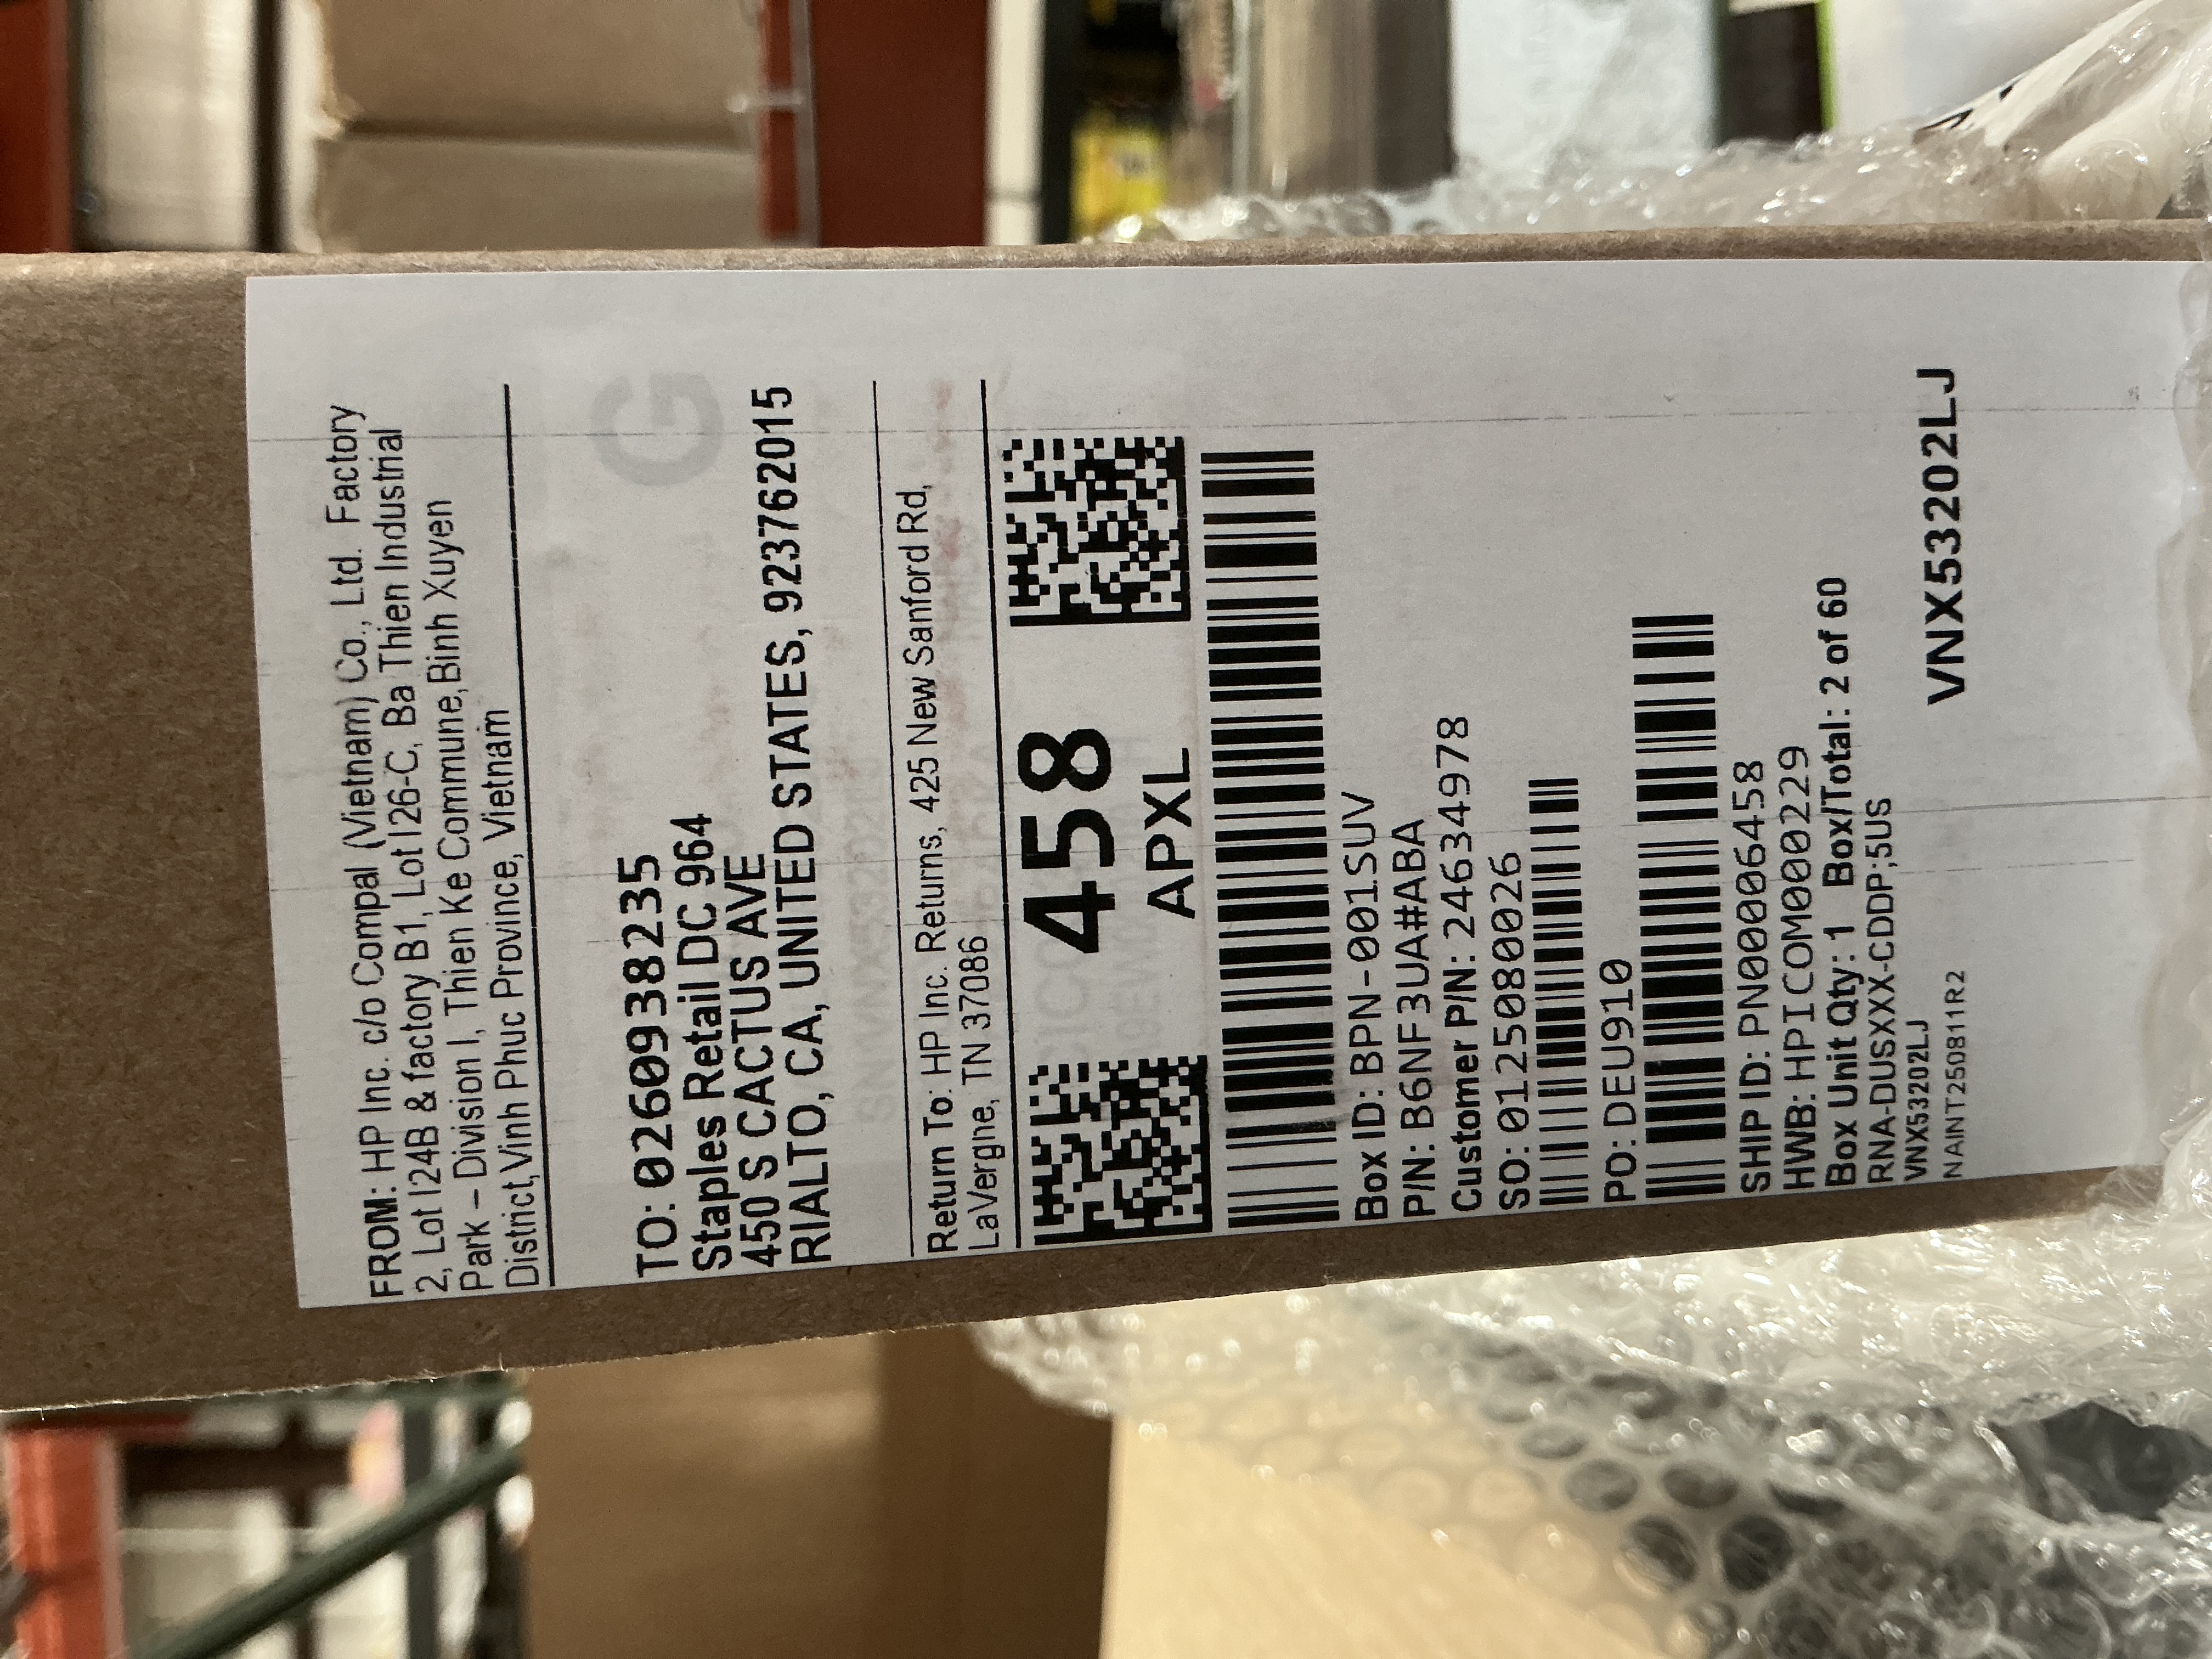 FROM: HP Inc. c/o Compal (Vietnam) Co., Ltd. Factory
2, Lot I24B & factory B1, Lot I26-C, Ba Thien Industrial
Park – Division I, Thien Ke Commune,Binh Xuyen
District,Vinh Phuc Province, Vietnam
G
TO: 0260938235
Staples Retail DC 964
450 S CACTUS AVE
RIALTO, CA, UNITED STATES, 923762015
Return To: HP Inc. Returns, 425 New Sanford Rd,
LaVergne, TN 37086
458
APXL
Box ID: BPN-001SUV
P/N: B6NF3UA#ABA
Customer P/N: 24634978
SO: 0125080026
PO: DEU910
SHIP ID: PN00006458
HWB: HPICOM000229
Box Unit Qty: 1 Box/Total: 2 of 60
RNA-DUSXXX-CDDP;5US
VNX53202LJ
VNX53202LJ
NAINT250811R2